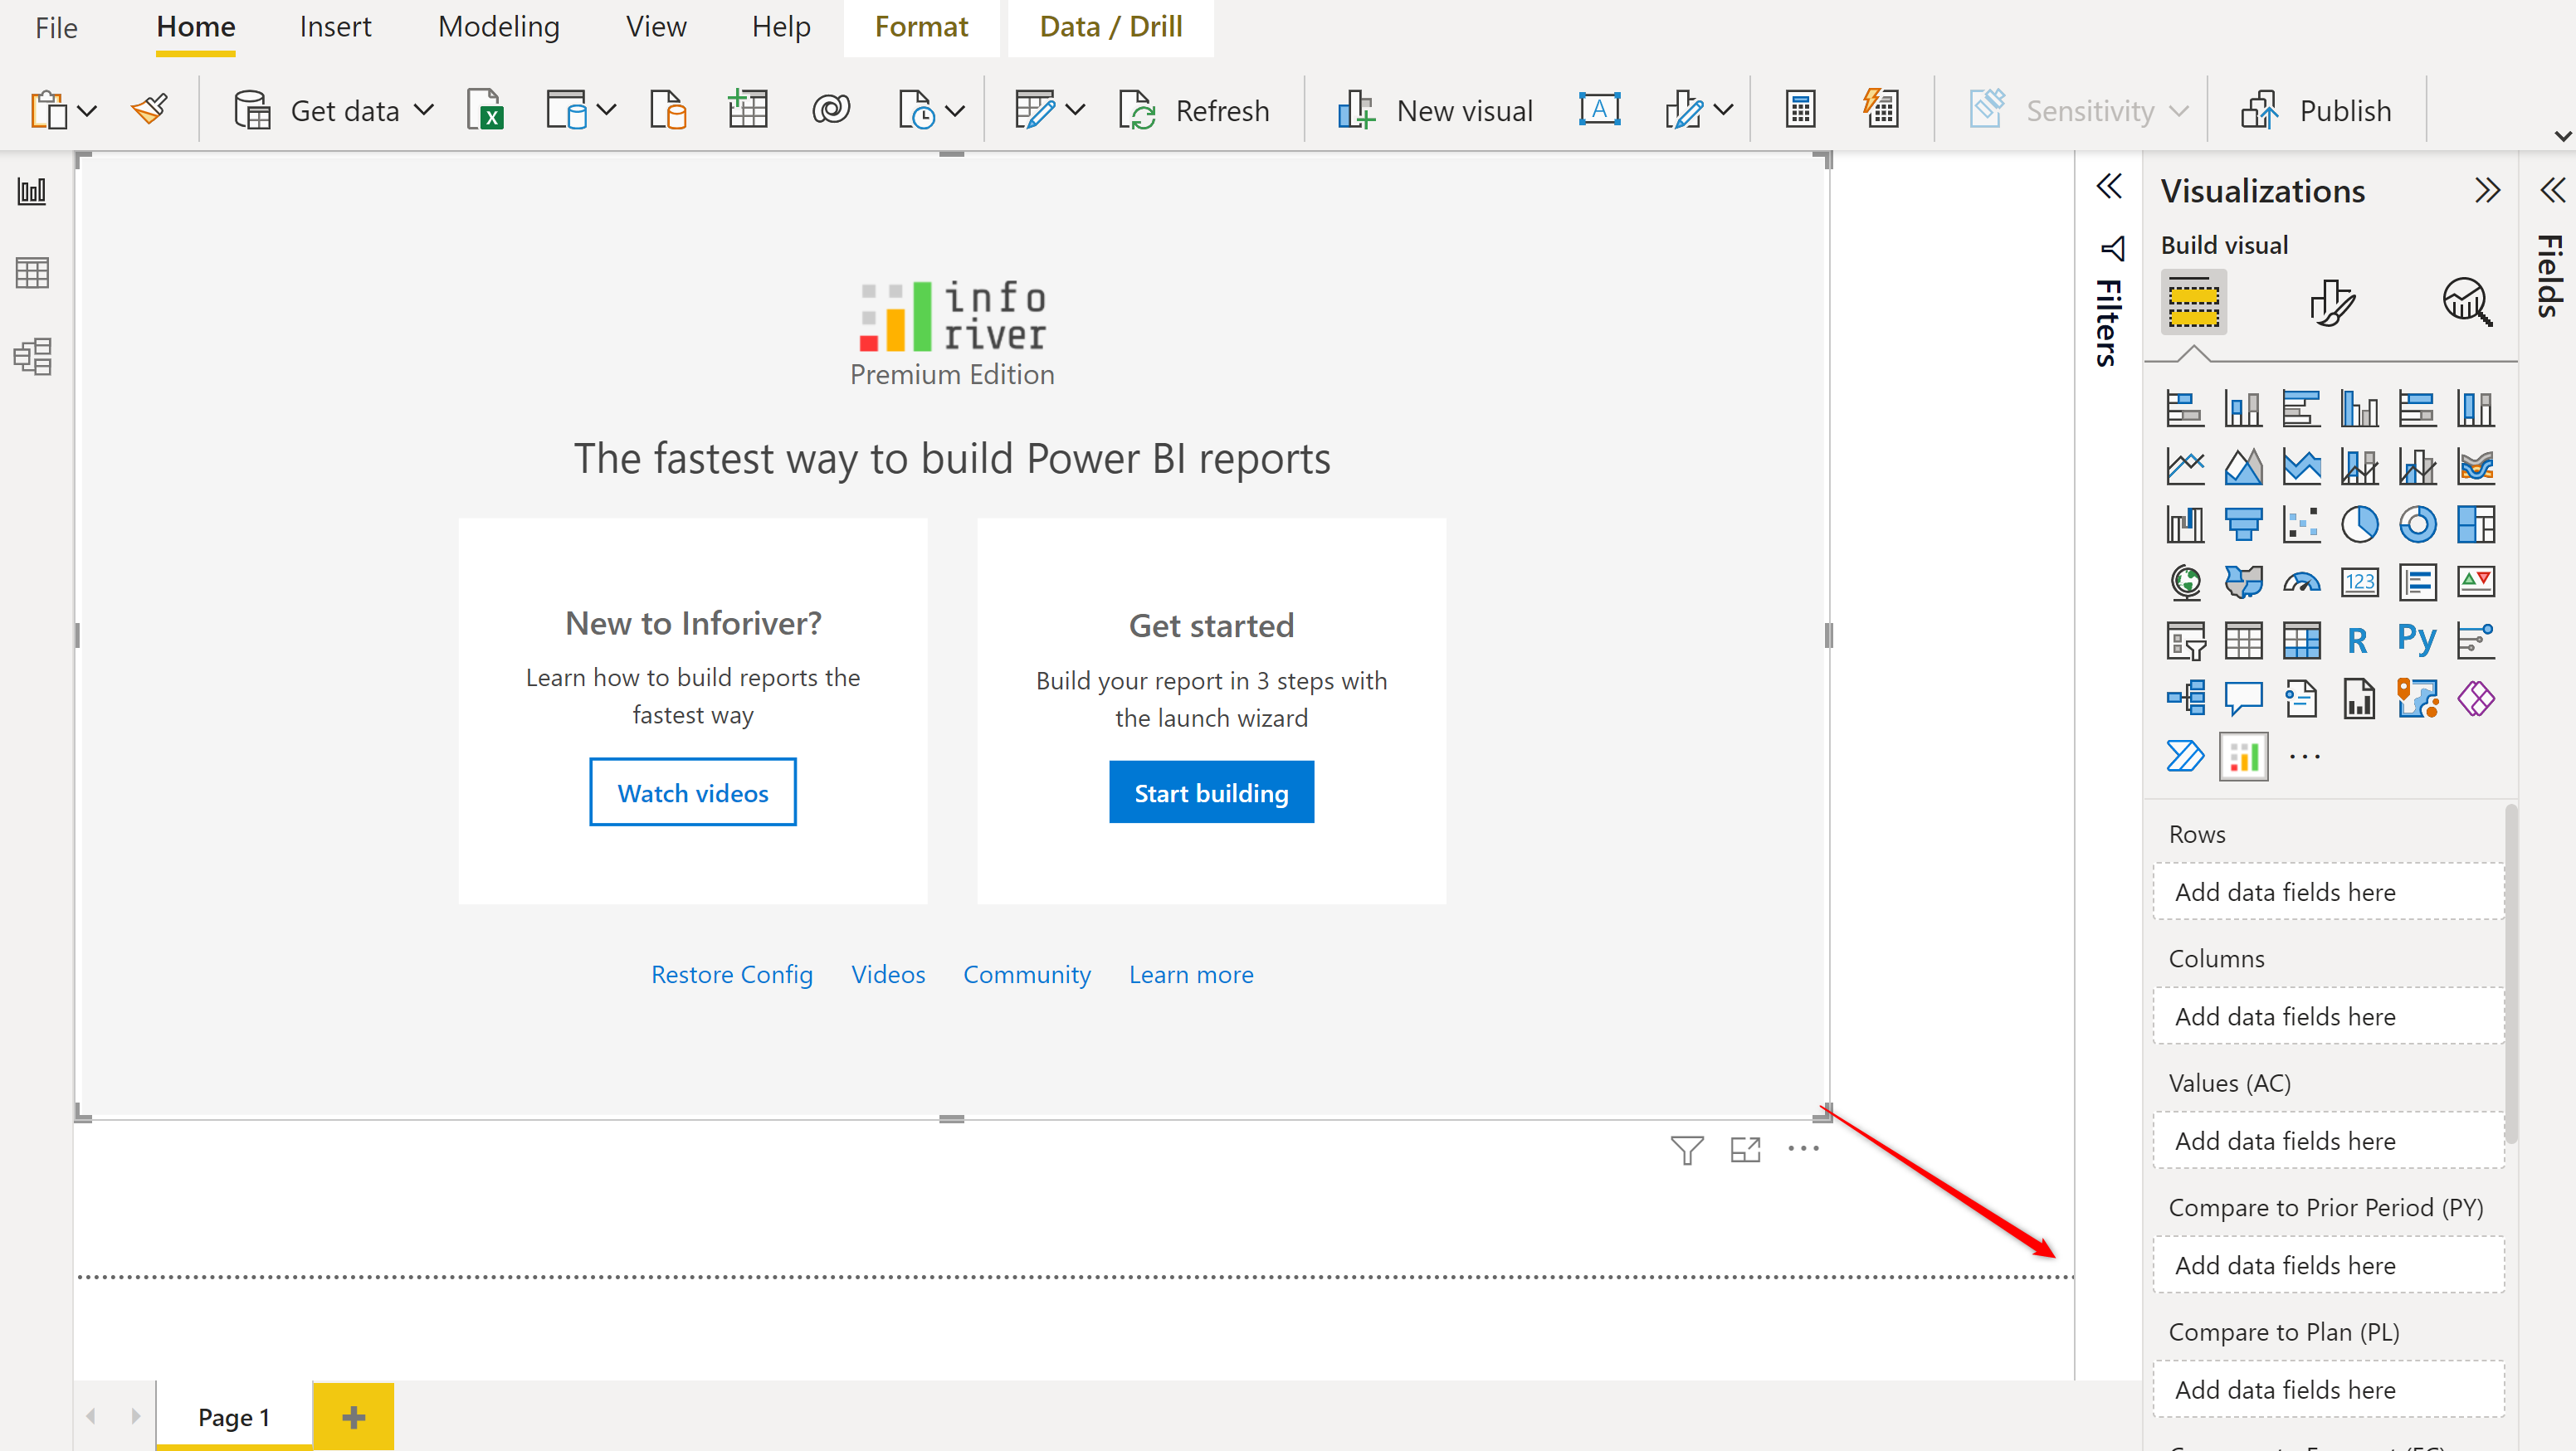 File Home Insert Modeling View Help Format Data / Drill
Get data Refresh New visual Sensitivity Publish
Visualizations
Build visual
Filters
Fields
info
river
Premium Edition
The fastest way to build Power BI reports
New to Inforiver?
Learn how to build reports the
fastest way
Watch videos
Get started
Build your report in 3 steps with
the launch wizard
Start building
Restore Config Videos Community Learn more
123
R Py
Rows
Add data fields here
Columns
Add data fields here
Values (AC)
Add data fields here
Compare to Prior Period (PY)
Add data fields here
Compare to Plan (PL)
Add data fields here
Page 1